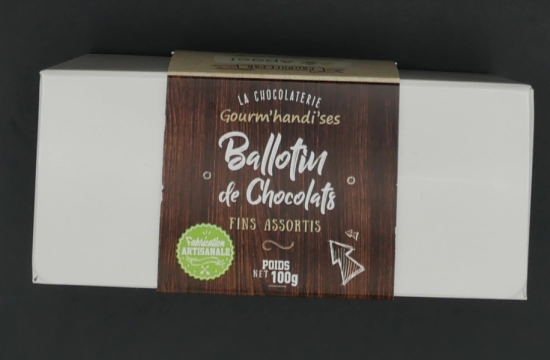 LA CHOCOLATERIE
Gourm'handi'ses
Ballotin
de Chocolats
FINS ASSORTIS
Fabrication
ARTISANALE
POIDS
NET 100g